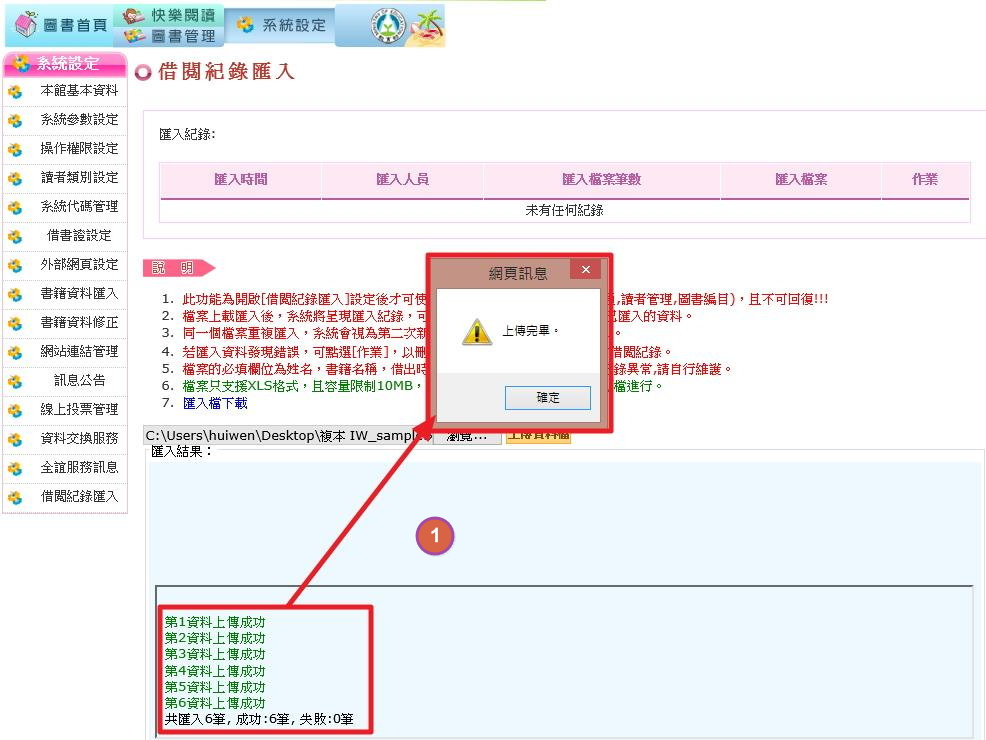 圖書首頁
快樂閱讀
圖書管理
系統設定
系統設定
本館基本資料
系統參數設定
操作權限設定
讀者類別設定
系統代碼管理
借書證設定
外部網頁設定
書籍資料匯入
書籍資料修正
網站連結管理
訊息公告
線上投票管理
資料交換服務
全誼服務訊息
借閱紀錄匯入
借閱紀錄匯入
匯入紀錄:
匯入時間 匯入人員 匯入檔案筆數 匯入檔案 作業
未有任何紀錄
說 明
1. 此功能為開啟[借閱紀錄匯入]設定後才可使 ,讀者管理,圖書編目)，且不可回復!!!
2. 檔案上載匯入後，系統將呈現匯入紀錄，可 匯入的資料。
3. 同一個檔案重複匯入，系統會視為第二次新 。
4. 若匯入資料發現錯誤，可點選[作業]，以刪 借閱紀錄。
5. 檔案的必填欄位為姓名，書籍名稱，借出時 錄異常,請自行維護。
6. 檔案只支援XLS格式，且容量限制10MB， 檔進行。
7. 匯入檔下載
網頁訊息
上傳完畢。
確定
C:\Users\huiwen\Desktop\複本 IW_sample 瀏覽... 上傳資料檔
匯入結果：
1
第1資料上傳成功
第2資料上傳成功
第3資料上傳成功
第4資料上傳成功
第5資料上傳成功
第6資料上傳成功
共匯入6筆, 成功:6筆, 失敗:0筆